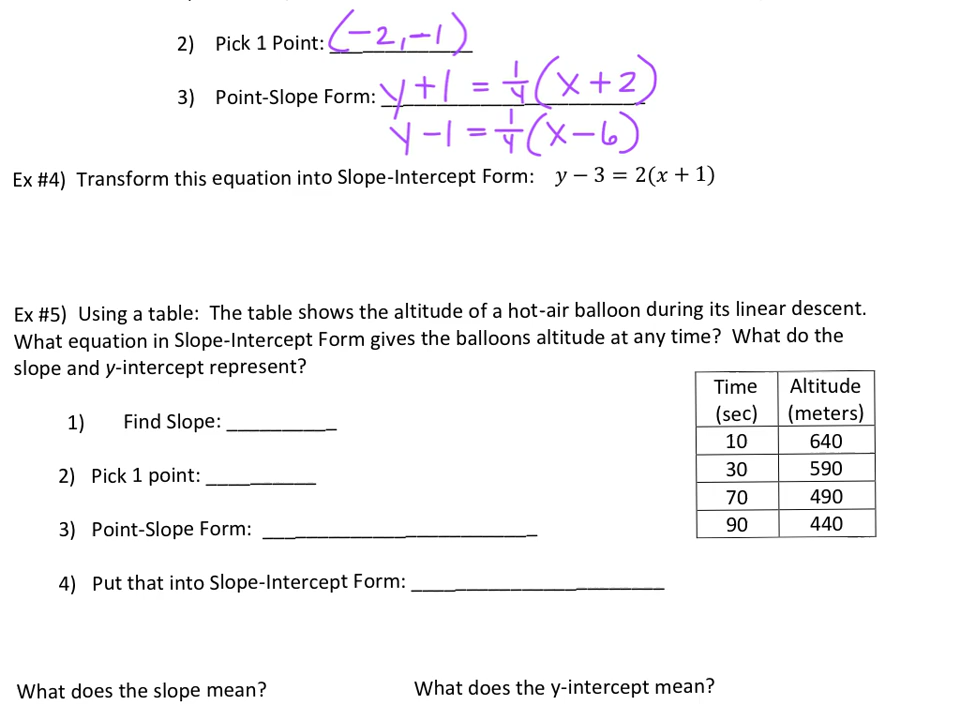 2) Pick 1 Point: (-2,-1)
3) Point-Slope Form: y+1 = 1/4(x+2)
y-1 = 1/4(x-6)
Ex #4) Transform this equation into Slope-Intercept Form: y − 3 = 2(x + 1)
Ex #5) Using a table: The table shows the altitude of a hot-air balloon during its linear descent.
What equation in Slope-Intercept Form gives the balloons altitude at any time? What do the
slope and y-intercept represent?
Time Altitude
(sec) (meters)
10 640
30 590
70 490
90 440
1) Find Slope: __________
2) Pick 1 point: __________
3) Point-Slope Form: _________________________
4) Put that into Slope-Intercept Form: _______________________
What does the slope mean? What does the y-intercept mean?